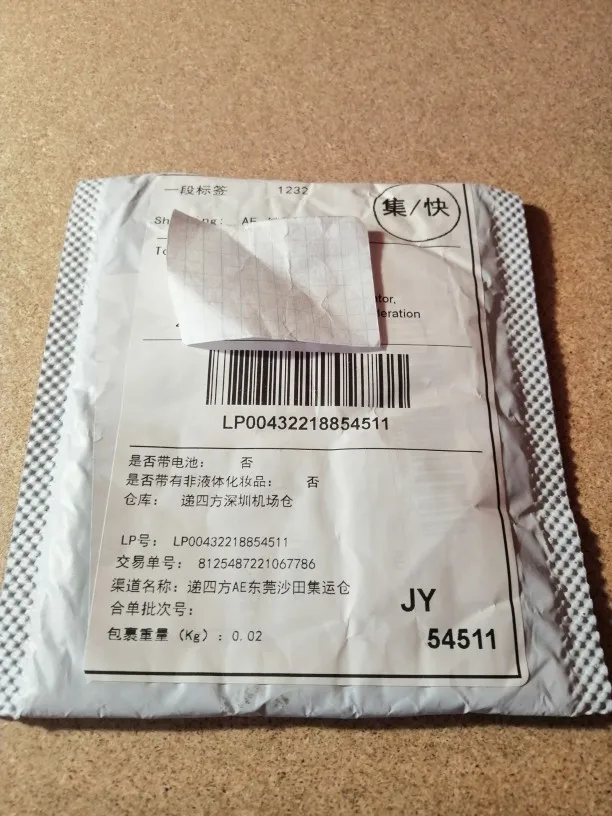 一段标签 1232
集/快
AE
eration
LP00432218854511
是否带电池: 否
是否带有非液体化妆品: 否
仓库: 递四方深圳机场仓
LP号: LP00432218854511
交易单号: 8125487221067786
渠道名称: 递四方AE东莞沙田集运仓
合单批次号:
包裹重量 (Kg): 0.02
JY
54511